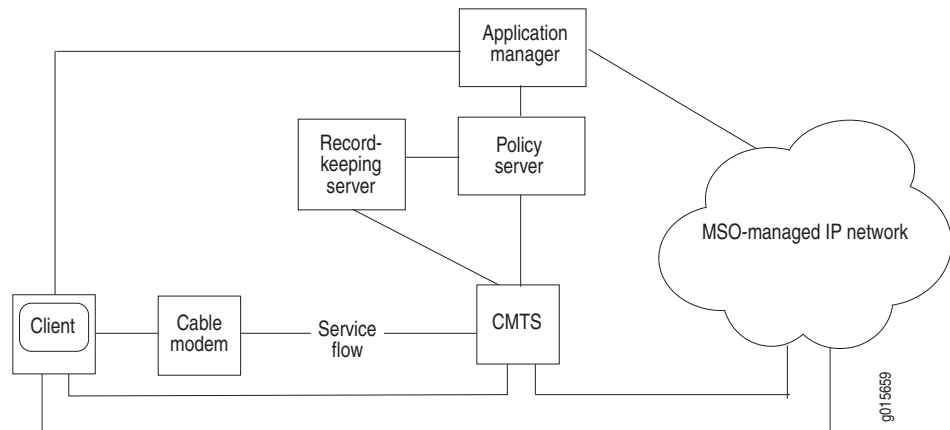 Application
manager
Record-
keeping
server
Policy
server
MSO-managed IP network
Client
Cable
modem
Service
flow
CMTS
g015659